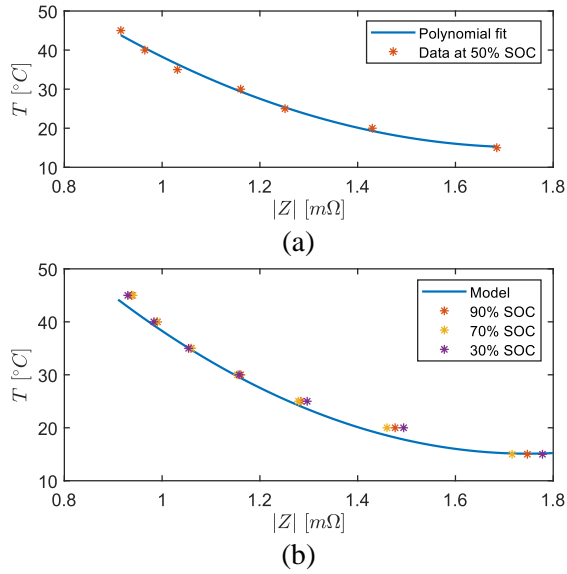 50
40
30
20
10
T [°C]
Polynomial fit
Data at 50% SOC
0.8 1 1.2 1.4 1.6 1.8
|Z| [mΩ]
(a)
50
40
30
20
10
T [°C]
Model
90% SOC
70% SOC
30% SOC
0.8 1 1.2 1.4 1.6 1.8
|Z| [mΩ]
(b)